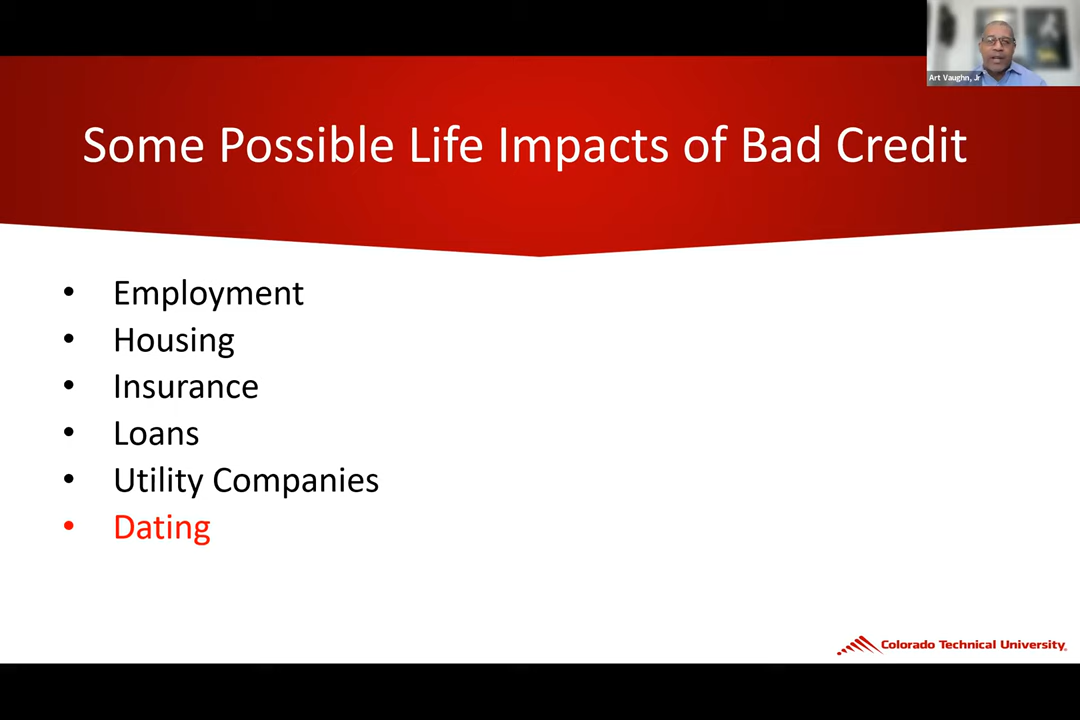 Art Vaughn, Jr
Some Possible Life Impacts of Bad Credit
• Employment
• Housing
• Insurance
• Loans
• Utility Companies
• Dating
Colorado Technical University